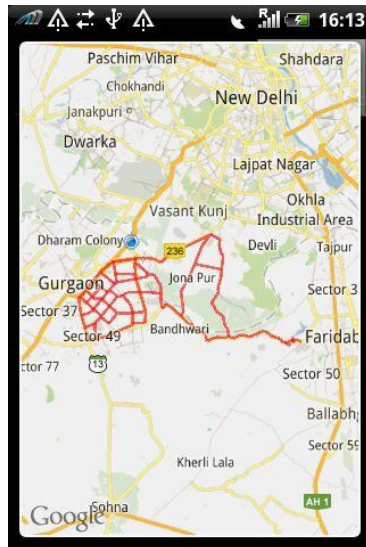 R 16:13
Paschim Vihar
Shahdara
Chokhandi
New Delhi
Janakpuri
Dwarka
Lajpat Nagar
Vasant Kunj
Okhla
Industrial Area
Dharam Colony
236
Devli
Tajpur
Gurgaon
Jona Pur
Sector 3
Sector 37
Bandhwari
Sector 49
Faridab
ctor 77
13
Sector 50
Ballabh
Sector 59
Kherli Lala
AH 1
Google
Sohna